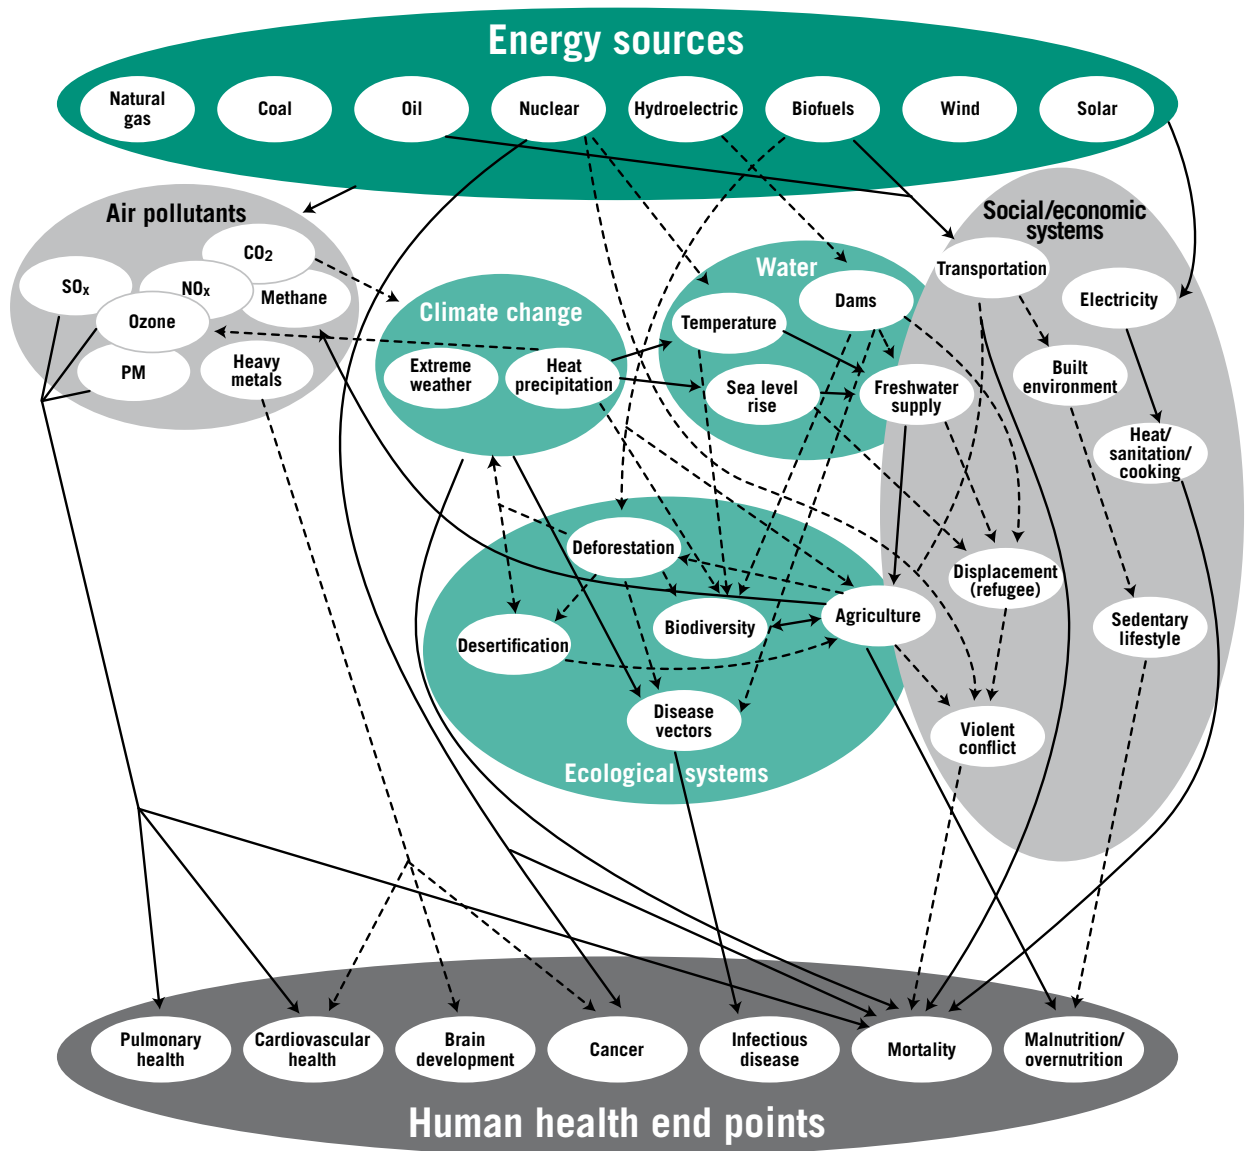 Energy sources
Natural
gas
Coal
Oil
Nuclear
Hydroelectric
Biofuels
Wind
Solar
Air pollutants
CO2
SOx
NOx
Methane
Ozone
PM
Heavy
metals
Climate change
Extreme
weather
Heat
precipitation
Water
Dams
Temperature
Sea level
rise
Freshwater
supply
Social/economic
systems
Transportation
Electricity
Built
environment
Heat/
sanitation/
cooking
Displacement
(refugee)
Sedentary
lifestyle
Violent
conflict
Deforestation
Biodiversity
Agriculture
Desertification
Disease
vectors
Ecological systems
Pulmonary
health
Cardiovascular
health
Brain
development
Cancer
Infectious
disease
Mortality
Malnutrition/
overnutrition
Human health end points